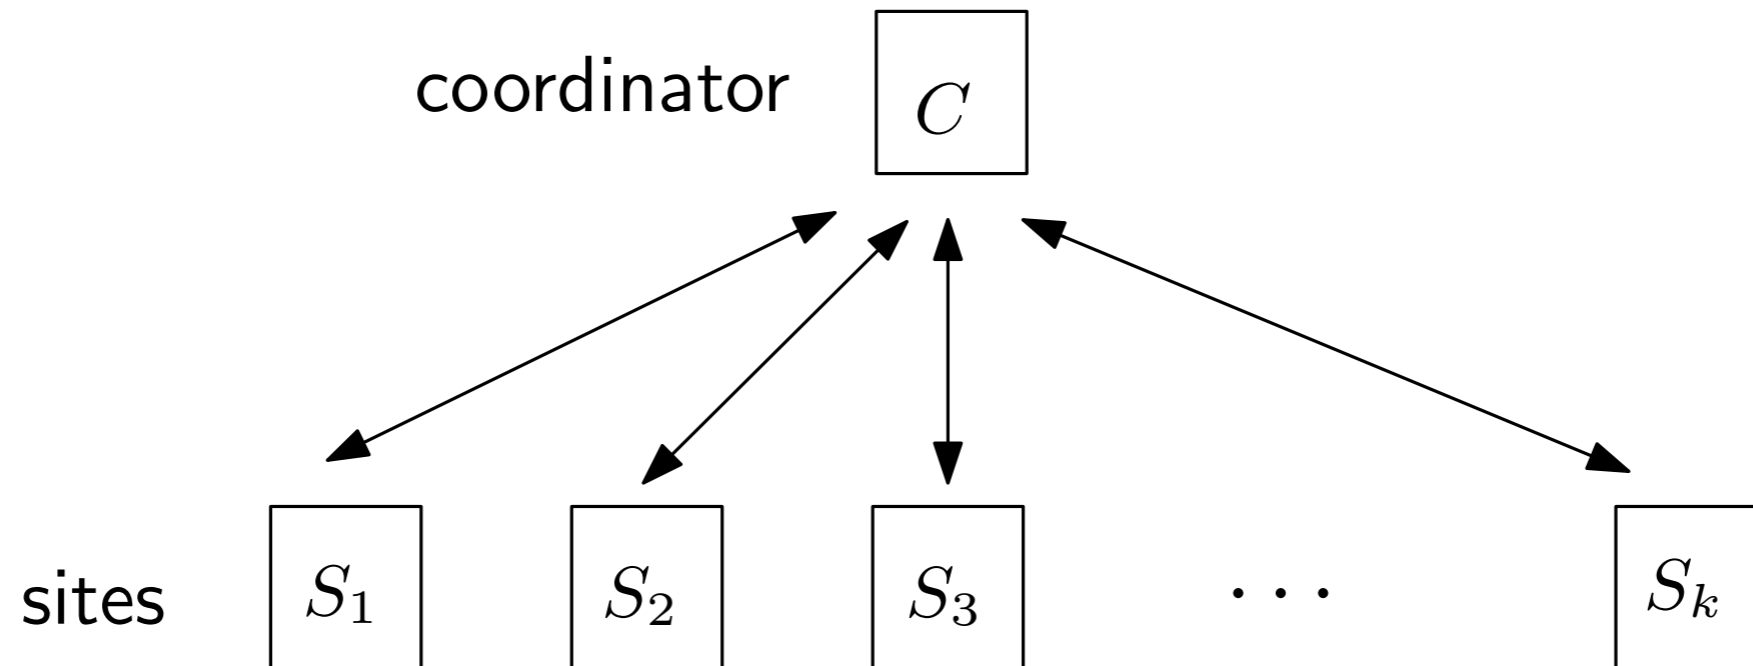 coordinator C
sites S₁ S₂ S₃ ··· Sₖ